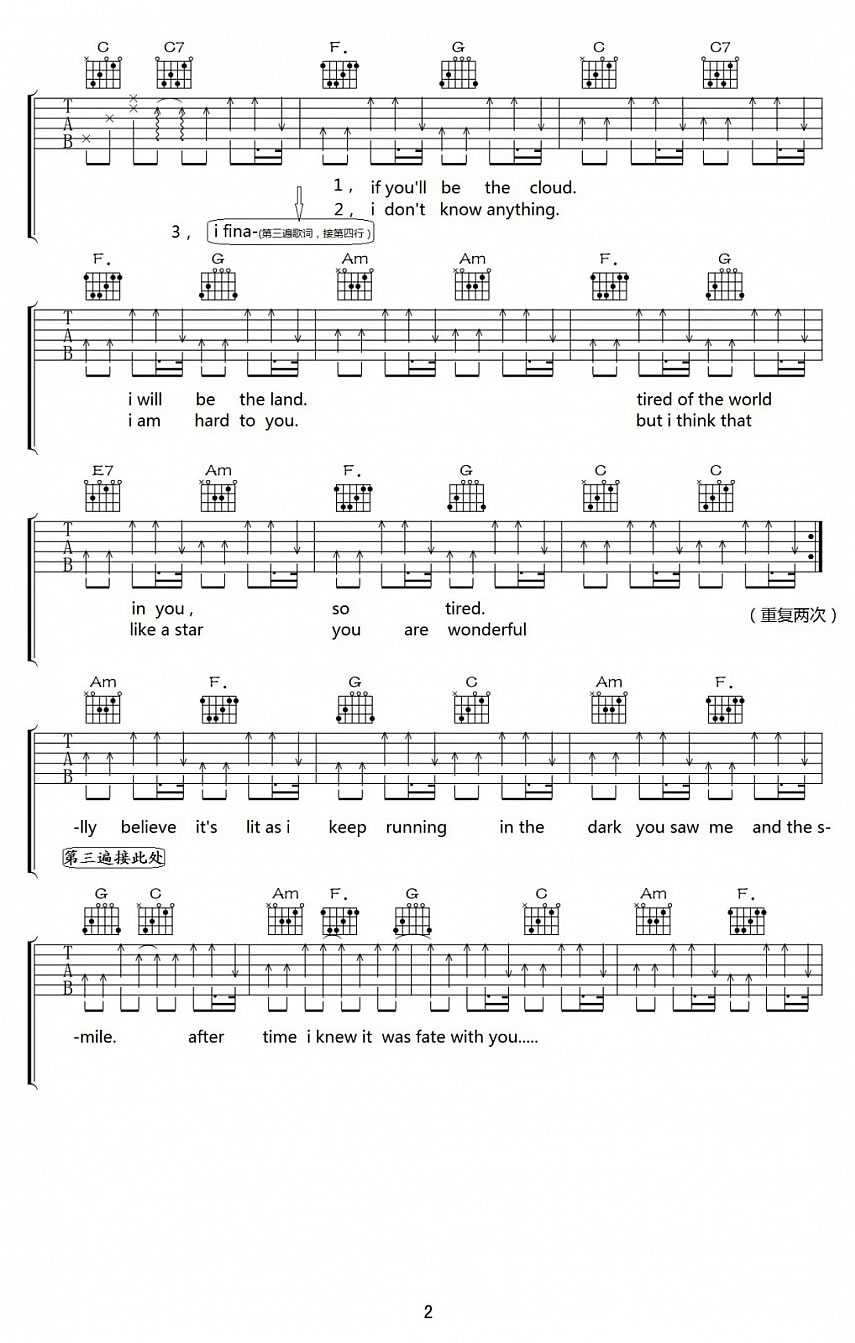 C C7 F. G C C7
T
A
B
1， if you'll be the cloud.
2， i don't know anything.
3， i fina-(第三遍歌词，接第四行)
F. G Am Am F. G
T
A
B
i will be the land. tired of the world
i am hard to you. but i think that
E7 Am F. G C C
T
A
B
in you , so tired.
like a star you are wonderful
（重复两次）
Am F. G C Am F.
T
A
B
-lly believe it's lit as i keep running in the dark you saw me and the s-
第三遍接此处
G C Am F. G C Am F.
T
A
B
-mile. after time i knew it was fate with you.....
2